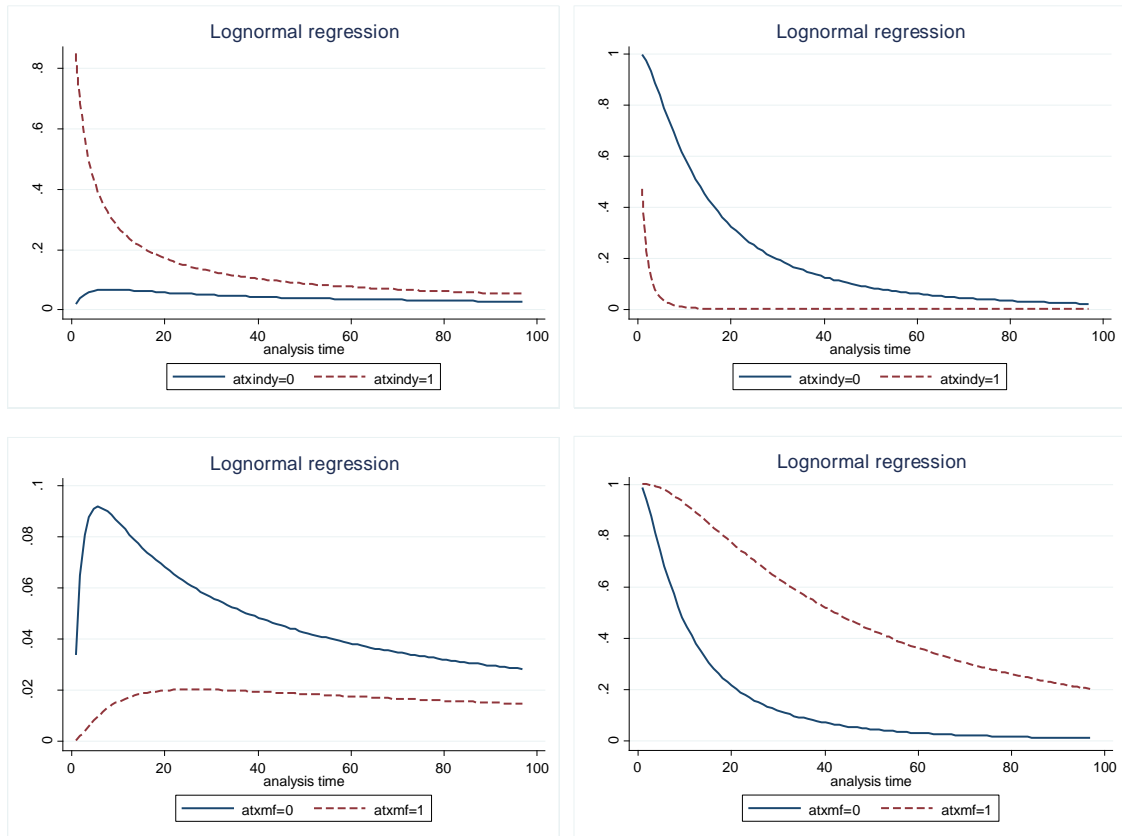 Lognormal regression
.8
.6
.4
.2
0
0 20 40 60 80 100
analysis time
atxindy=0 atxindy=1
Lognormal regression
1
.8
.6
.4
.2
0
0 20 40 60 80 100
analysis time
atxindy=0 atxindy=1
Lognormal regression
.1
.08
.06
.04
.02
0
0 20 40 60 80 100
analysis time
atxmf=0 atxmf=1
Lognormal regression
1
.8
.6
.4
.2
0
0 20 40 60 80 100
analysis time
atxmf=0 atxmf=1